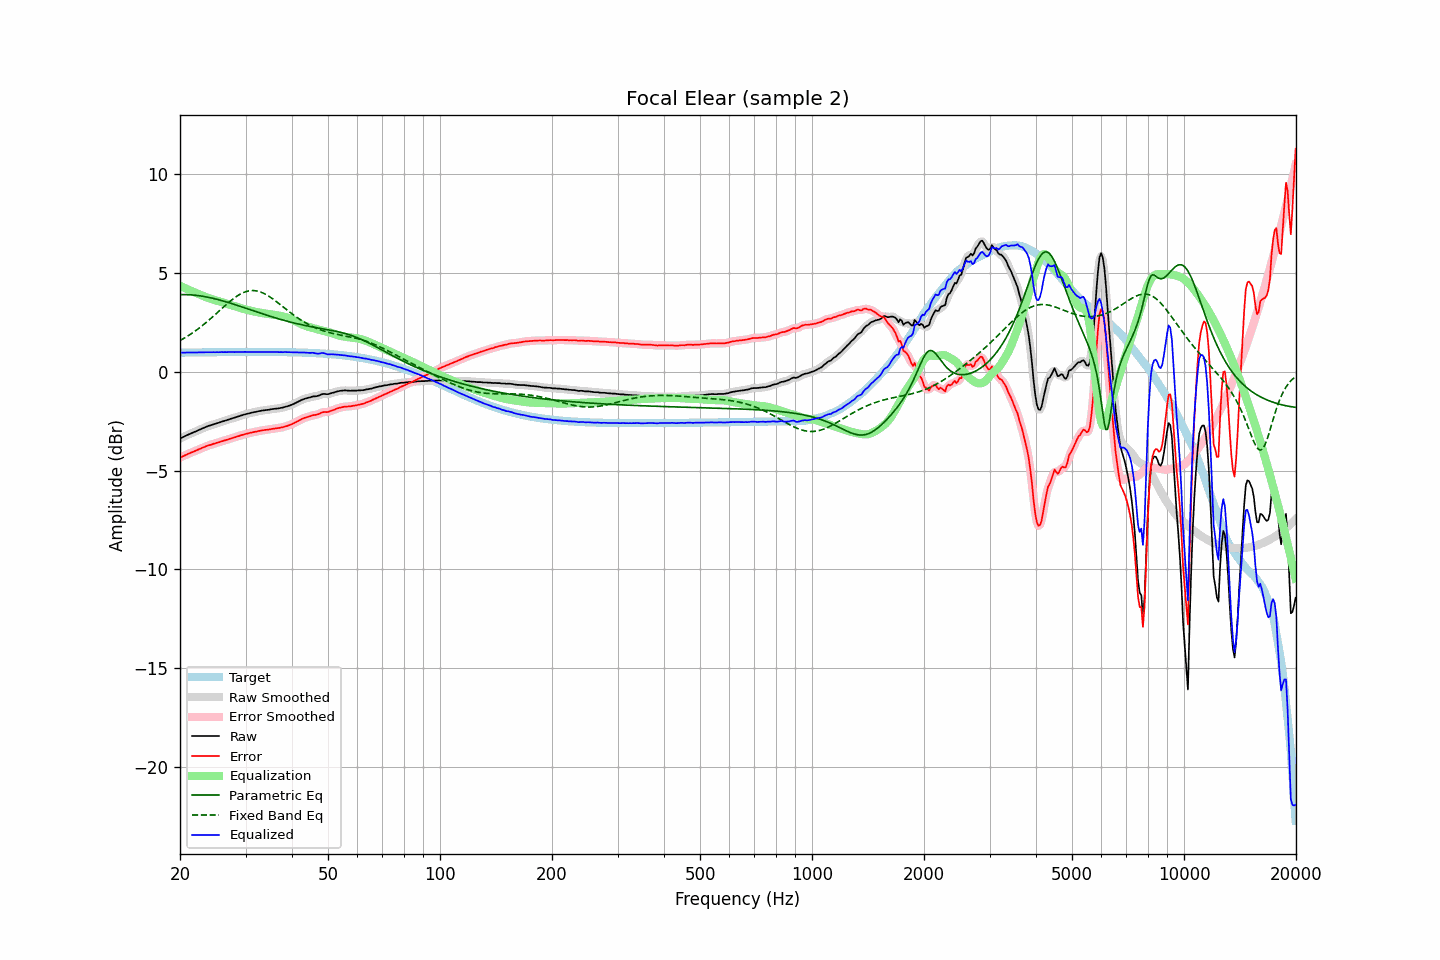 Focal Elear (sample 2)
10
5
0
−5
−10
−15
−20
Amplitude (dBr)
Target
Raw Smoothed
Error Smoothed
Raw
Error
Equalization
Parametric Eq
Fixed Band Eq
Equalized
20 50 100 200 500 1000 2000 5000 10000 20000
Frequency (Hz)